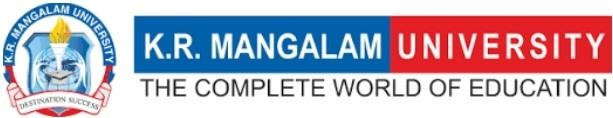 K.R. MANGALAM UNIVERSITY
DESTINATION SUCCESS
K.R. MANGALAM UNIVERSITY
THE COMPLETE WORLD OF EDUCATION